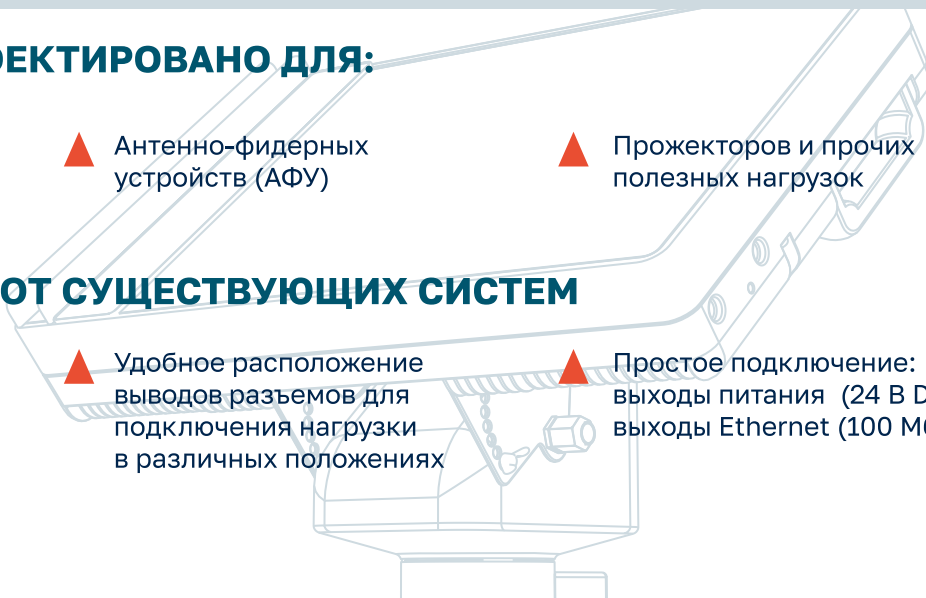 ЕКТИРОВАНО ДЛЯ:
Антенно-фидерных
устройств (АФУ)
Прожекторов и прочих
полезных нагрузок
ОТ СУЩЕСТВУЮЩИХ СИСТЕМ
Удобное расположение
выводов разъемов для
подключения нагрузки
в различных положениях
Простое подключение:
выходы питания (24 В D
выходы Ethernet (100 Мб